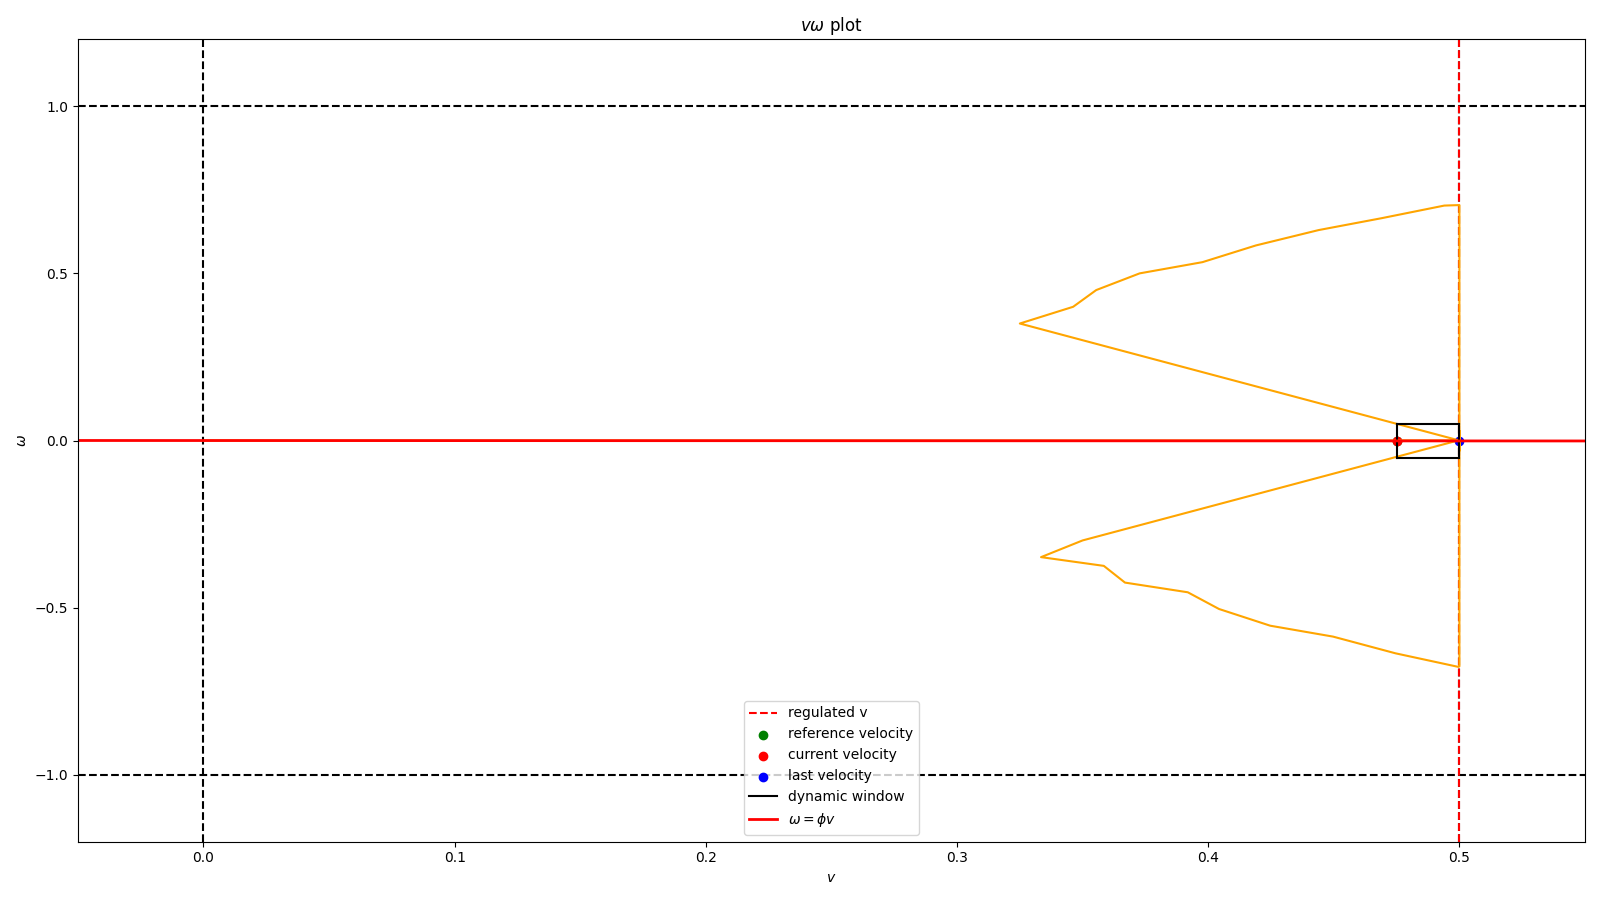 vω plot
1.0
0.5
0.0
−0.5
−1.0
ω
regulated v
reference velocity
current velocity
last velocity
dynamic window
ω = ϕv
0.0 0.1 0.2 0.3 0.4 0.5
v